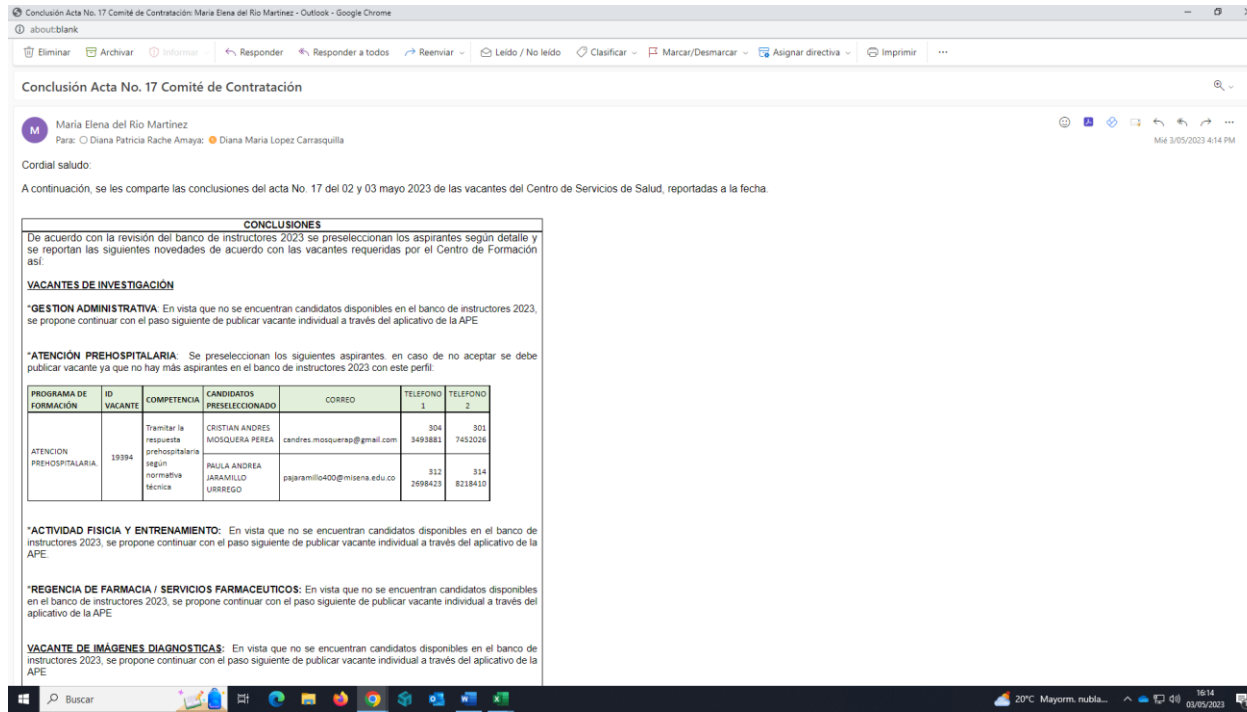 Conclusión Acta No. 17 Comité de Contratación: María Elena del Rio Martinez - Outlook - Google Chrome
about:blank
Eliminar Archivar Informar Responder Responder a todos Reenviar Leído / No leído Clasificar Marcar/Desmarcar Asignar directiva Imprimir ...
Conclusión Acta No. 17 Comité de Contratación
M
María Elena del Rio Martinez
Para: Diana Patricia Rache Amaya; Diana Maria Lopez Carrasquilla
Mié 3/05/2023 4:14 PM
Cordial saludo:
A continuación, se les comparte las conclusiones del acta No. 17 del 02 y 03 mayo 2023 de las vacantes del Centro de Servicios de Salud, reportadas a la fecha.
CONCLUSIONES
De acuerdo con la revisión del banco de instructores 2023 se preseleccionan los aspirantes según detalle y
se reportan las siguientes novedades de acuerdo con las vacantes requeridas por el Centro de Formación
así:
VACANTES DE INVESTIGACIÓN
*GESTION ADMINISTRATIVA: En vista que no se encuentran candidatos disponibles en el banco de instructores 2023,
se propone continuar con el paso siguiente de publicar vacante individual a través del aplicativo de la APE
*ATENCIÓN PREHOSPITALARIA: Se preseleccionan los siguientes aspirantes. en caso de no aceptar se debe
publicar vacante ya que no hay más aspirantes en el banco de instructores 2023 con este perfil:
PROGRAMA DE FORMACIÓN ID VACANTE COMPETENCIA CANDIDATOS PRESELECCIONADO CORREO TELEFONO 1 TELEFONO 2
ATENCION PREHOSPITALARIA. 19394 Tramitar la respuesta prehospitalaria según normativa técnica
CRISTIAN ANDRES MOSQUERA PEREA candres.mosquerap@gmail.com 304 3493881 301 7452026
PAULA ANDREA JARAMILLO URRREGO pajaramillo400@misena.edu.co 312 2698423 314 8218410
*ACTIVIDAD FISICIA Y ENTRENAMIENTO: En vista que no se encuentran candidatos disponibles en el banco de
instructores 2023, se propone continuar con el paso siguiente de publicar vacante individual a través del aplicativo de la
APE.
*REGENCIA DE FARMACIA / SERVICIOS FARMACEUTICOS: En vista que no se encuentran candidatos disponibles
en el banco de instructores 2023, se propone continuar con el paso siguiente de publicar vacante individual a través del
aplicativo de la APE
VACANTE DE IMÁGENES DIAGNOSTICAS: En vista que no se encuentran candidatos disponibles en el banco de
instructores 2023, se propone continuar con el paso siguiente de publicar vacante individual a través del aplicativo de la
APE
Buscar
20°C Mayorm. nubla...
16:14
03/05/2023